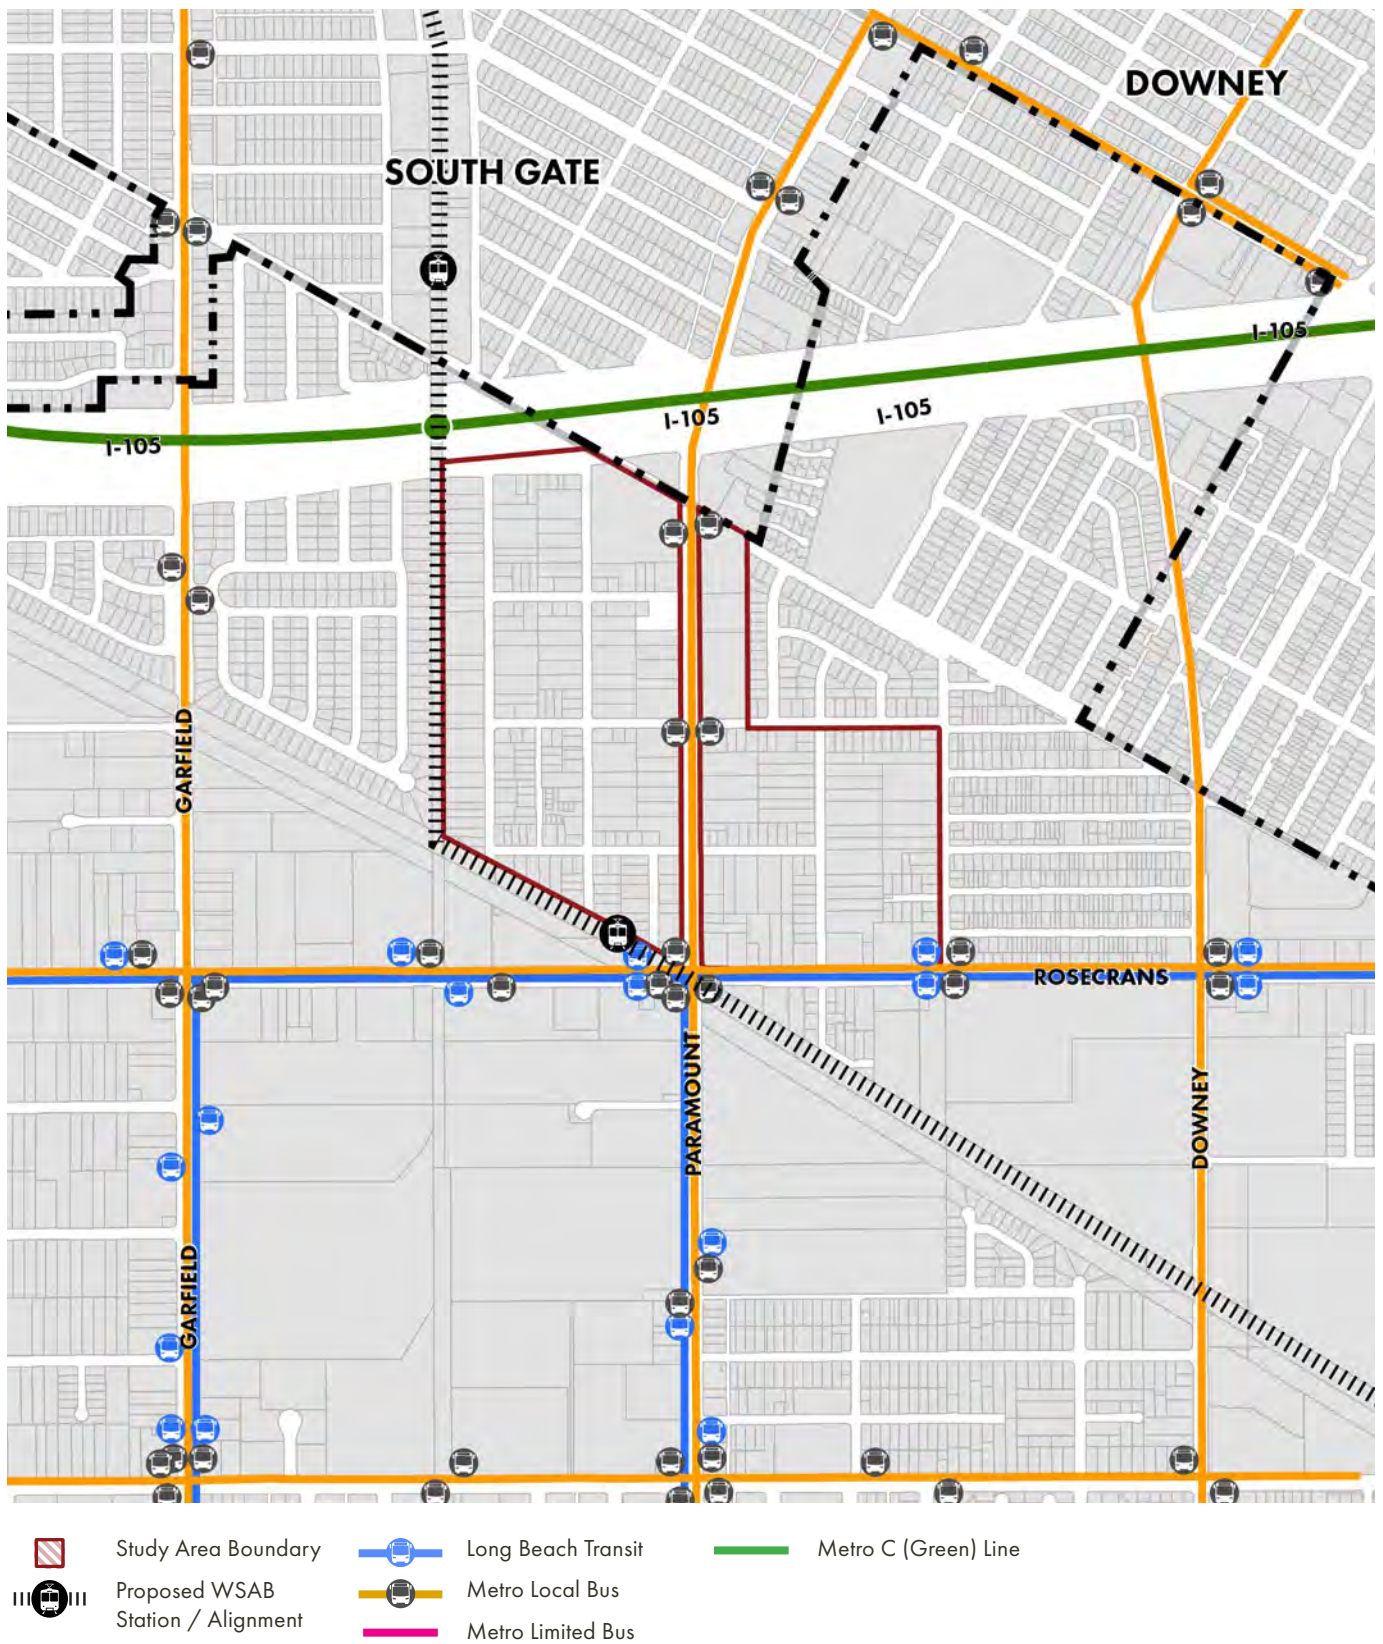 DOWNEY
SOUTH GATE
I-105
I-105
I-105
I-105
GARFIELD
ROSECRANS
PARAMOUNT
DOWNEY
GARFIELD
Study Area Boundary
Proposed WSAB
Station / Alignment
Long Beach Transit
Metro Local Bus
Metro Limited Bus
Metro C (Green) Line